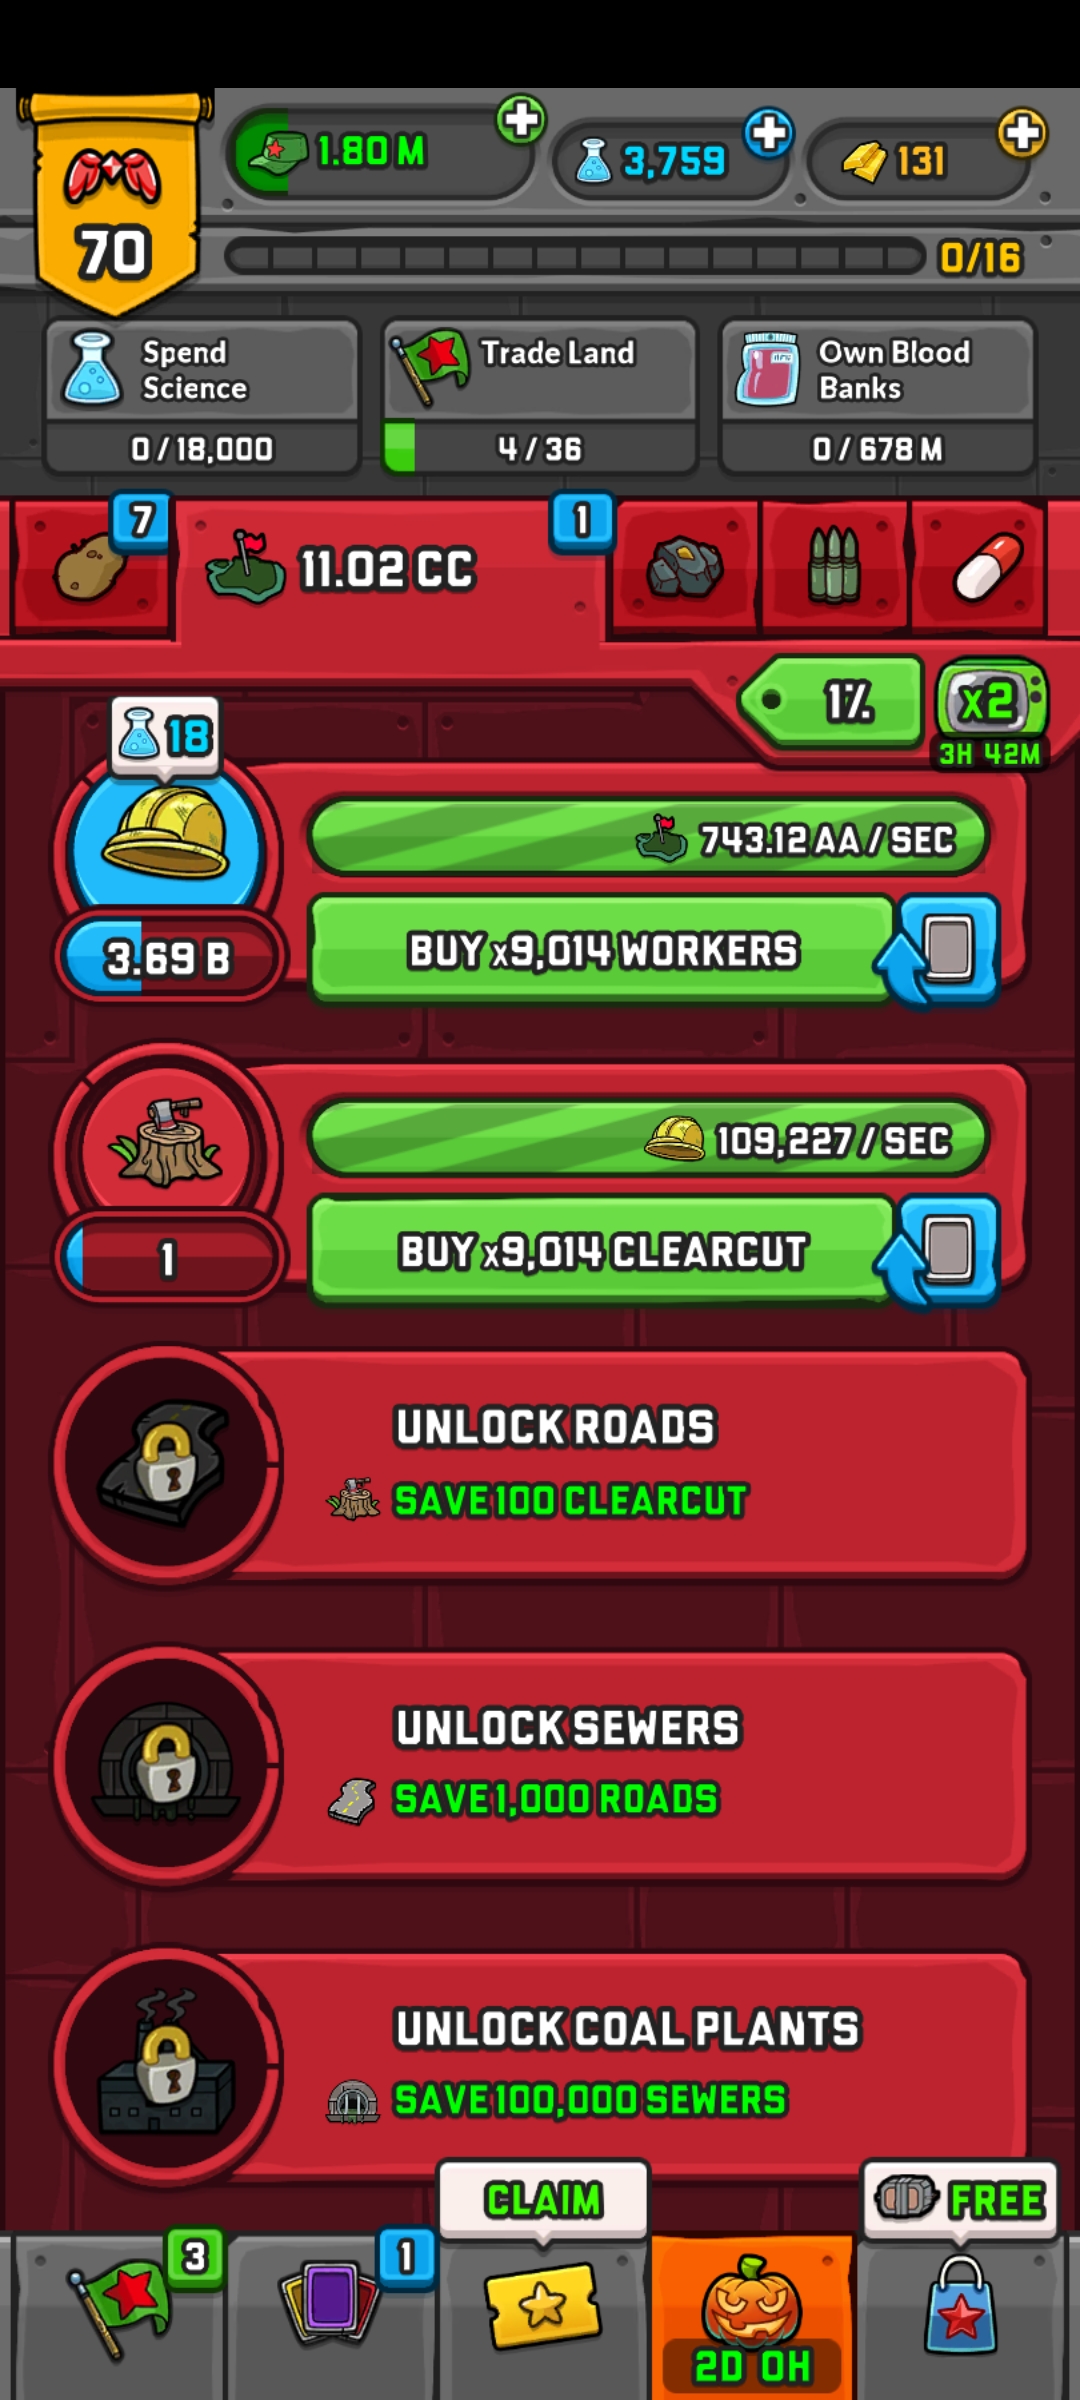 70
1.80 M
3,759
131
0/16
Spend
Science
0 / 18,000
Trade Land
4 / 36
Own Blood
Banks
0 / 678 M
7
11.02 CC
1
1%
x2
3H 42M
18
743.12 AA / SEC
3.69 B
BUY x9,014 WORKERS
109,227 / SEC
1
BUY x9,014 CLEARCUT
UNLOCK ROADS
SAVE 100 CLEARCUT
UNLOCK SEWERS
SAVE 1,000 ROADS
UNLOCK COAL PLANTS
SAVE 100,000 SEWERS
CLAIM
FREE
3
1
2D 0H